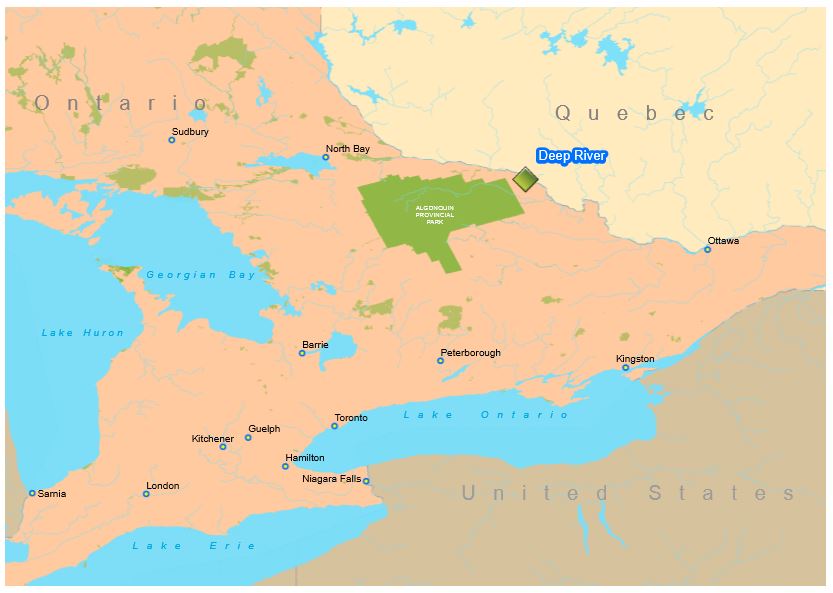 Ontario
Quebec
Sudbury
North Bay
Deep River
ALGONQUIN
PROVINCIAL
PARK
Ottawa
Georgian Bay
Lake Huron
Barrie
Peterborough
Kingston
Lake Ontario
Toronto
Guelph
Kitchener
Hamilton
Niagara Falls
London
Sarnia
United States
Lake Erie